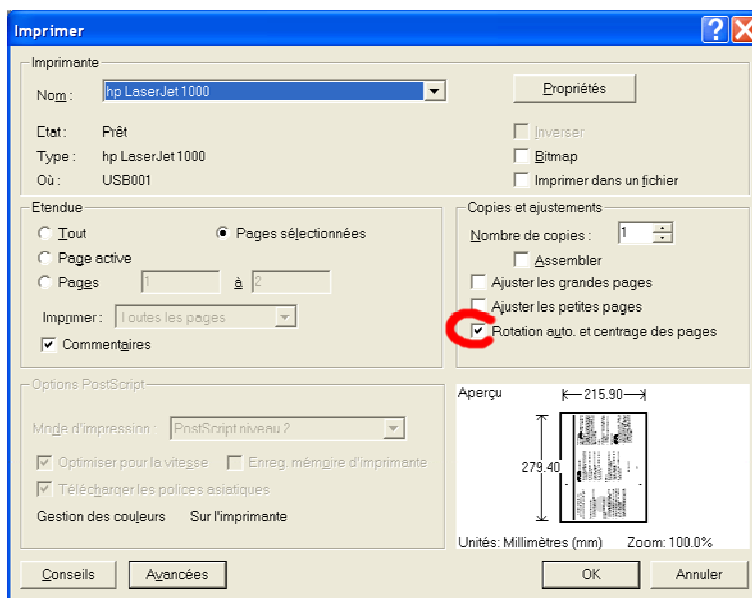 Imprimer
Imprimante
Nom : hp LaserJet 1000 Propriétés
Etat : Prêt Inverser
Type : hp LaserJet 1000 Bitmap
Où : USB001 Imprimer dans un fichier
Etendue
Tout Pages sélectionnées
Page active
Pages 1 à 2
Imprimer : Toutes les pages
Commentaires
Copies et ajustements
Nombre de copies : 1
Assembler
Ajuster les grandes pages
Ajuster les petites pages
Rotation auto. et centrage des pages
Options PostScript
Mode d'impression : PostScript niveau 2
Optimiser pour la vitesse Enreg. mémoire d'imprimante
Télécharger les polices asiatiques
Gestion des couleurs Sur l'imprimante
Aperçu 215.90
279.40
Unités: Millimètres (mm) Zoom: 100.0%
Conseils Avancées OK Annuler